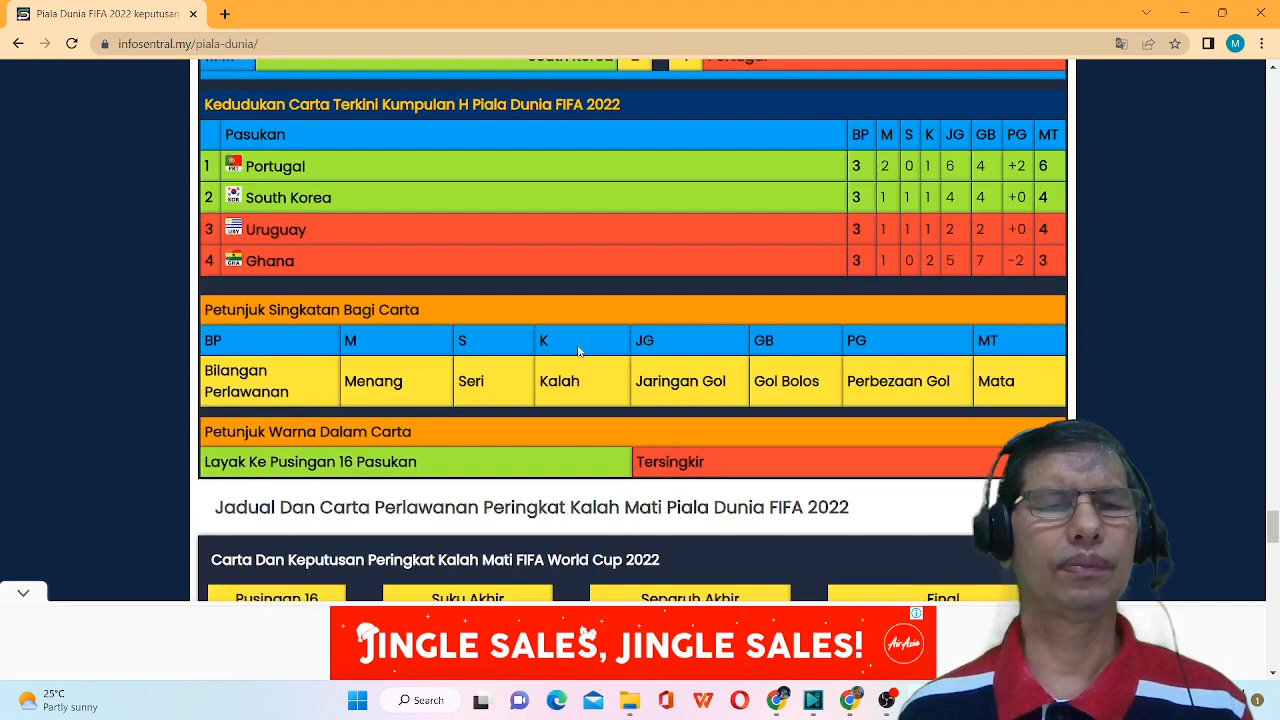 Piala Dunia FIFA 2022 keputusan
infosentral.my/piala-dunia/
M
South Korea
Portugal
Kedudukan Carta Terkini Kumpulan H Piala Dunia FIFA 2022
Pasukan BP M S K JG GB PG MT
1 Portugal 3 2 0 1 6 4 +2 6
2 South Korea 3 1 1 1 4 4 +0 4
3 Uruguay 3 1 1 1 2 2 +0 4
4 Ghana 3 1 0 2 5 7 -2 3
Petunjuk Singkatan Bagi Carta
BP M S K JG GB PG MT
Bilangan Perlawanan Menang Seri Kalah Jaringan Gol Gol Bolos Perbezaan Gol Mata
Petunjuk Warna Dalam Carta
Layak Ke Pusingan 16 Pasukan Tersingkir
Jadual Dan Carta Perlawanan Peringkat Kalah Mati Piala Dunia FIFA 2022
Carta Dan Keputusan Peringkat Kalah Mati FIFA World Cup 2022
Pusingan 16 Suku Akhir Separuh Akhir Final
JINGLE SALES, JINGLE SALES! AirAsia
25°C
Partly sunny
Search
1